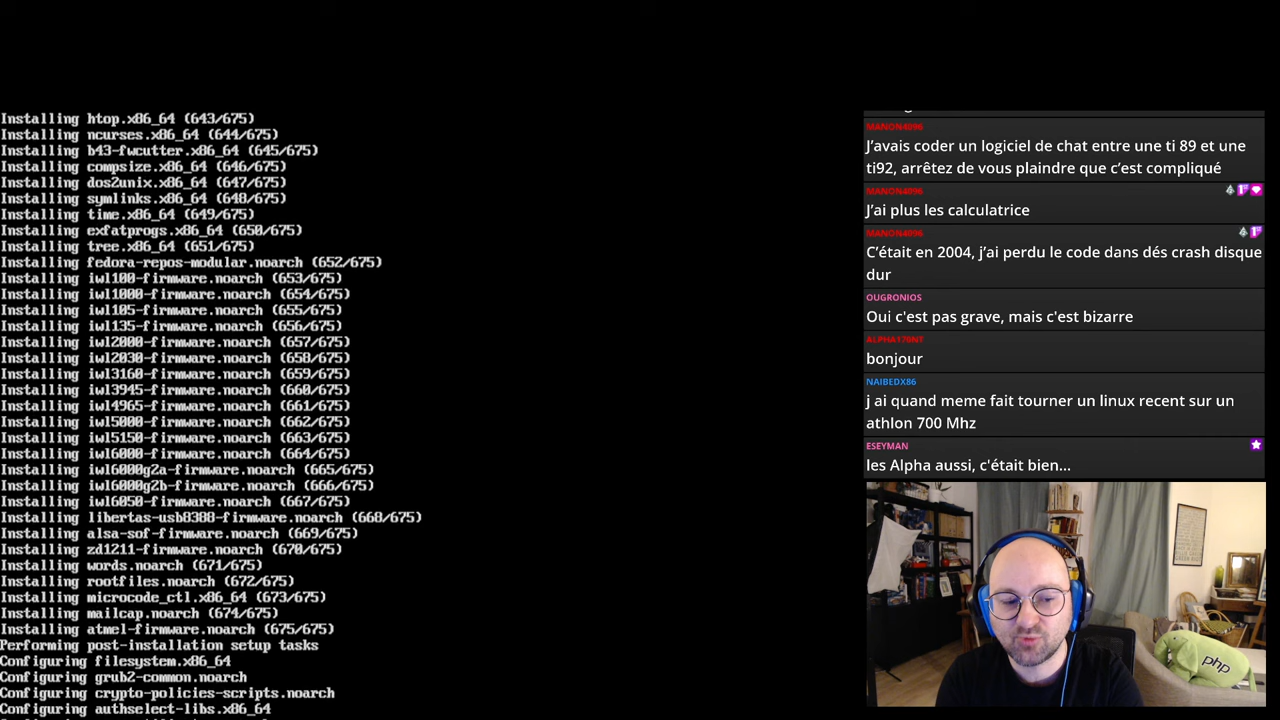 Installing htop.x86_64 (643/675)
Installing ncurses.x86_64 (644/675)
Installing b43-fwcutter.x86_64 (645/675)
Installing compsize.x86_64 (646/675)
Installing dos2unix.x86_64 (647/675)
Installing symlinks.x86_64 (648/675)
Installing time.x86_64 (649/675)
Installing exfatprogs.x86_64 (650/675)
Installing tree.x86_64 (651/675)
Installing fedora-repos-modular.noarch (652/675)
Installing iwl100-firmware.noarch (653/675)
Installing iwl1000-firmware.noarch (654/675)
Installing iwl105-firmware.noarch (655/675)
Installing iwl135-firmware.noarch (656/675)
Installing iwl2000-firmware.noarch (657/675)
Installing iwl2030-firmware.noarch (658/675)
Installing iwl3160-firmware.noarch (659/675)
Installing iwl3945-firmware.noarch (660/675)
Installing iwl4965-firmware.noarch (661/675)
Installing iwl5000-firmware.noarch (662/675)
Installing iwl5150-firmware.noarch (663/675)
Installing iwl6000-firmware.noarch (664/675)
Installing iwl6000g2a-firmware.noarch (665/675)
Installing iwl6000g2b-firmware.noarch (666/675)
Installing iwl6050-firmware.noarch (667/675)
Installing libertas-usb8388-firmware.noarch (668/675)
Installing alsa-sof-firmware.noarch (669/675)
Installing zd1211-firmware.noarch (670/675)
Installing words.noarch (671/675)
Installing rootfiles.noarch (672/675)
Installing microcode_ctl.x86_64 (673/675)
Installing mailcap.noarch (674/675)
Installing atmel-firmware.noarch (675/675)
Performing post-installation setup tasks
Configuring filesystem.x86_64
Configuring grub2-common.noarch
Configuring crypto-policies-scripts.noarch
Configuring authselect-libs.x86_64
MANON4096
J'avais coder un logiciel de chat entre une ti 89 et une
ti92, arrêtez de vous plaindre que c'est compliqué
MANON4096
J'ai plus les calculatrice
MANON4096
C'était en 2004, j'ai perdu le code dans dés crash disque
dur
OUGRONIOS
Oui c'est pas grave, mais c'est bizarre
ALPHA170NT
bonjour
NAIBEDX86
j ai quand meme fait tourner un linux recent sur un
athlon 700 Mhz
ESEYMAN
les Alpha aussi, c'était bien...
php